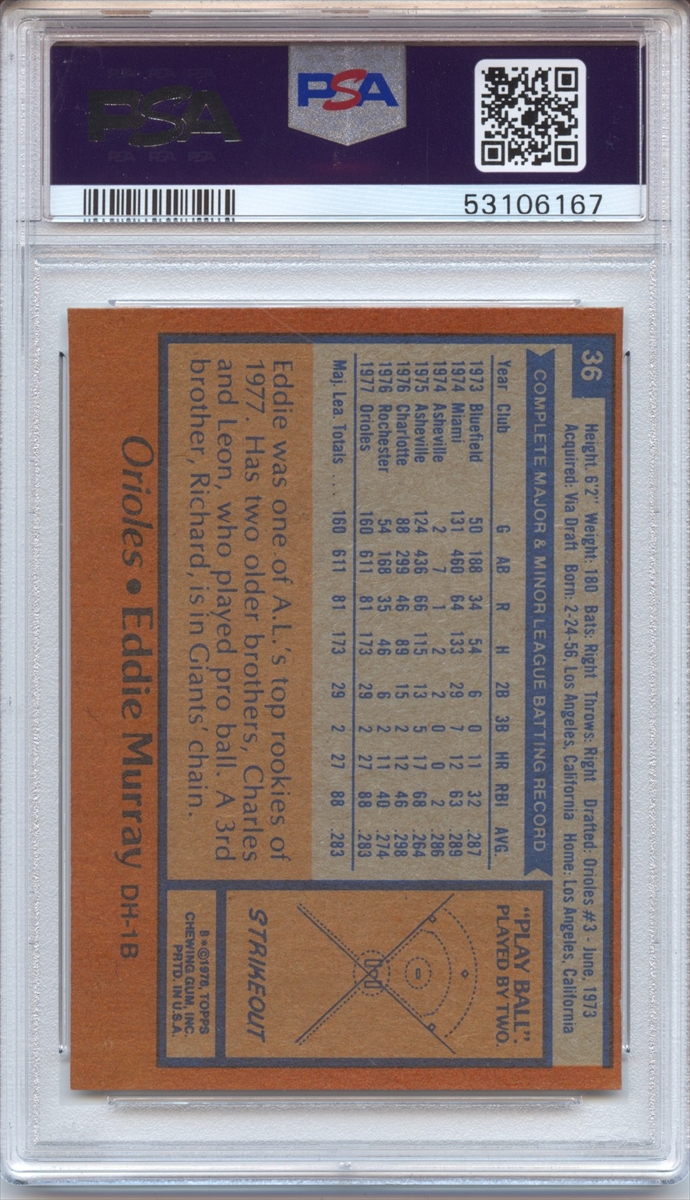 PSA
PSA
PSA PSA PSA
53106167
36
Height: 6'2" Weight: 180 Bats: Right Throws: Right Drafted: Orioles #3 - June, 1973
Acquired: Via Draft Born: 2-24-56, Los Angeles, California Home: Los Angeles, California
COMPLETE MAJOR & MINOR LEAGUE BATTING RECORD
Year Club G AB R H 2B 3B HR RBI AVG.
1973 Bluefield 50 188 34 54 6 0 11 32 .287
1974 Miami 131 460 64 133 29 7 12 63 .289
1974 Asheville 2 7 1 2 2 0 0 2 .286
1975 Asheville 124 436 66 115 13 5 17 68 .264
1976 Charlotte 88 299 46 89 15 2 12 46 .298
1976 Rochester 54 168 35 46 6 2 11 40 .274
1977 Orioles 160 611 81 173 29 2 27 88 .283
Maj. Lea. Totals ... 160 611 81 173 29 2 27 88 .283
Eddie was one of A.L.'s top rookies of
1977. Has two older brothers, Charles
and Leon, who played pro ball. A 3rd
brother, Richard, is in Giants' chain.
"PLAY BALL".
PLAYED BY TWO.
STRIKEOUT
B*©1978, TOPPS
CHEWING GUM, INC.
PRTD. IN U.S.A.
Orioles • Eddie Murray DH-1B